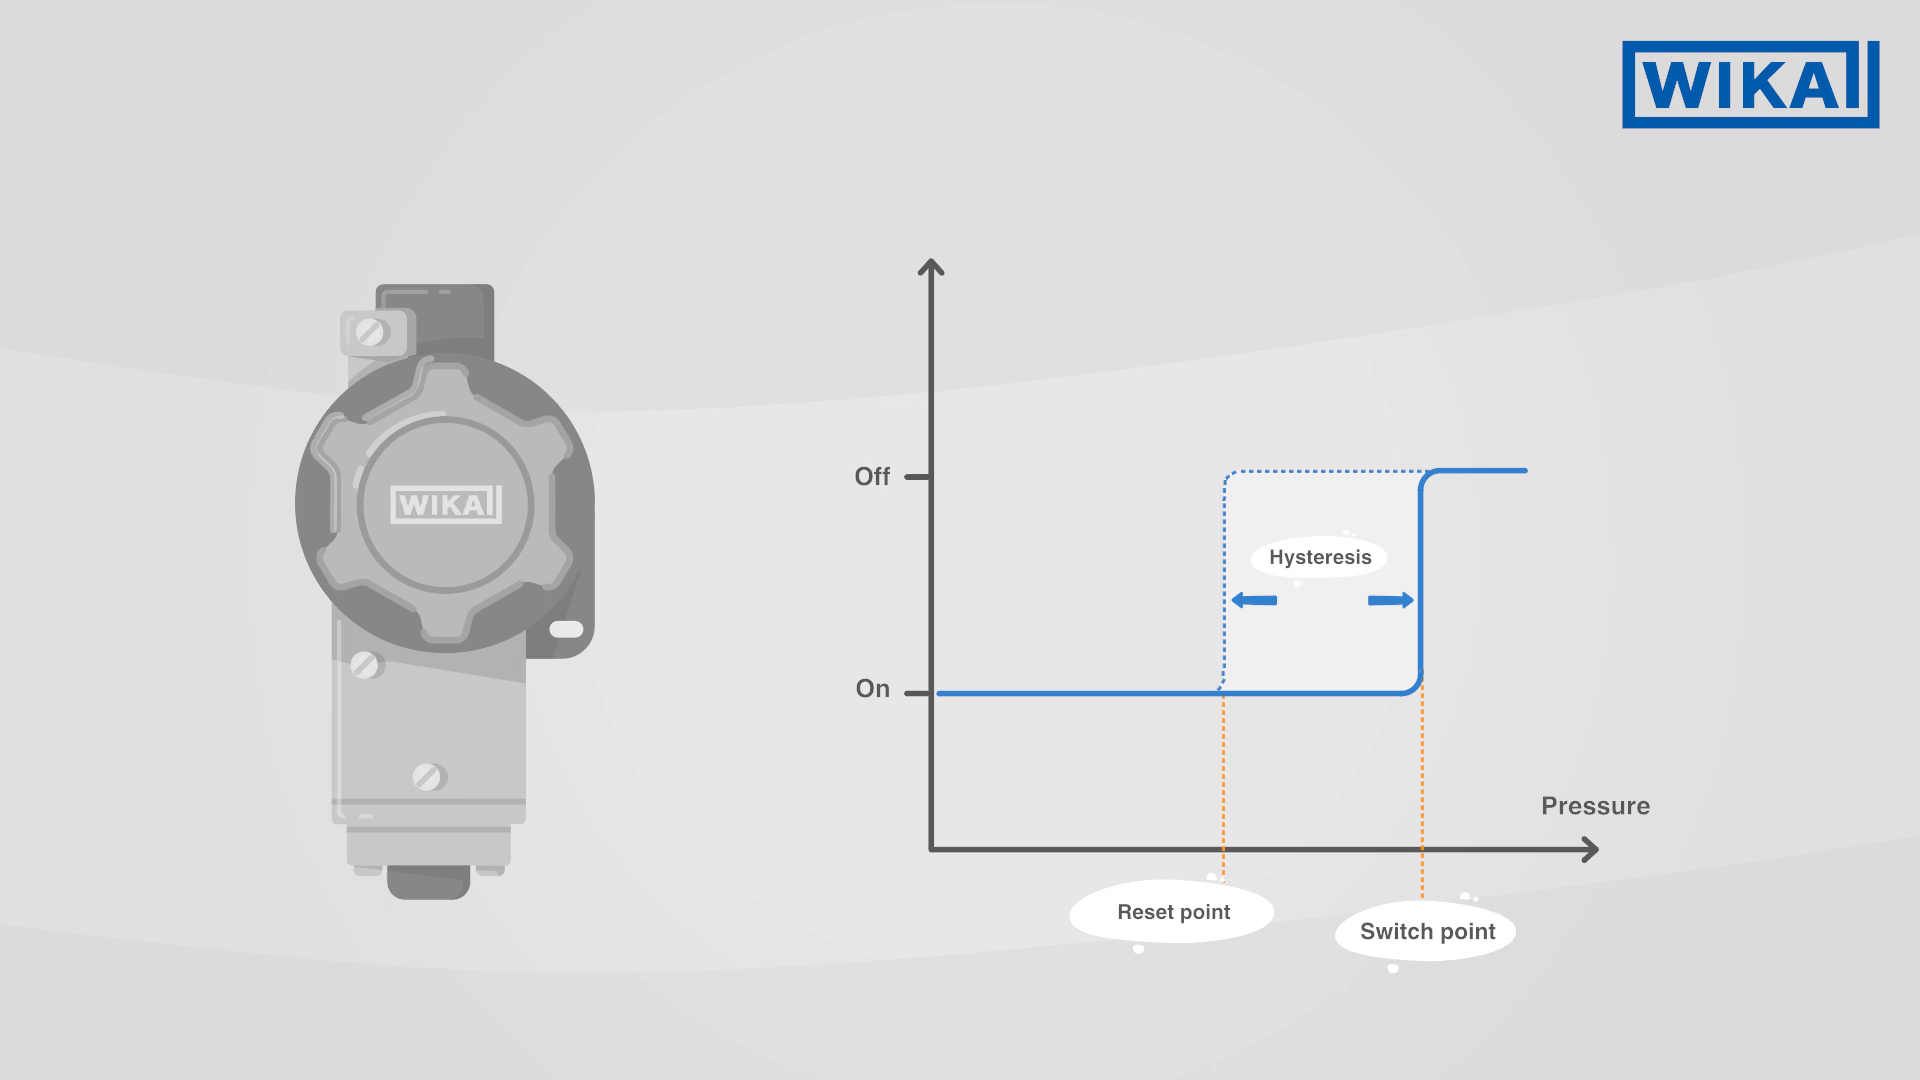 WIKA
WIKA
Off
Hysteresis
On
Pressure
Reset point
Switch point